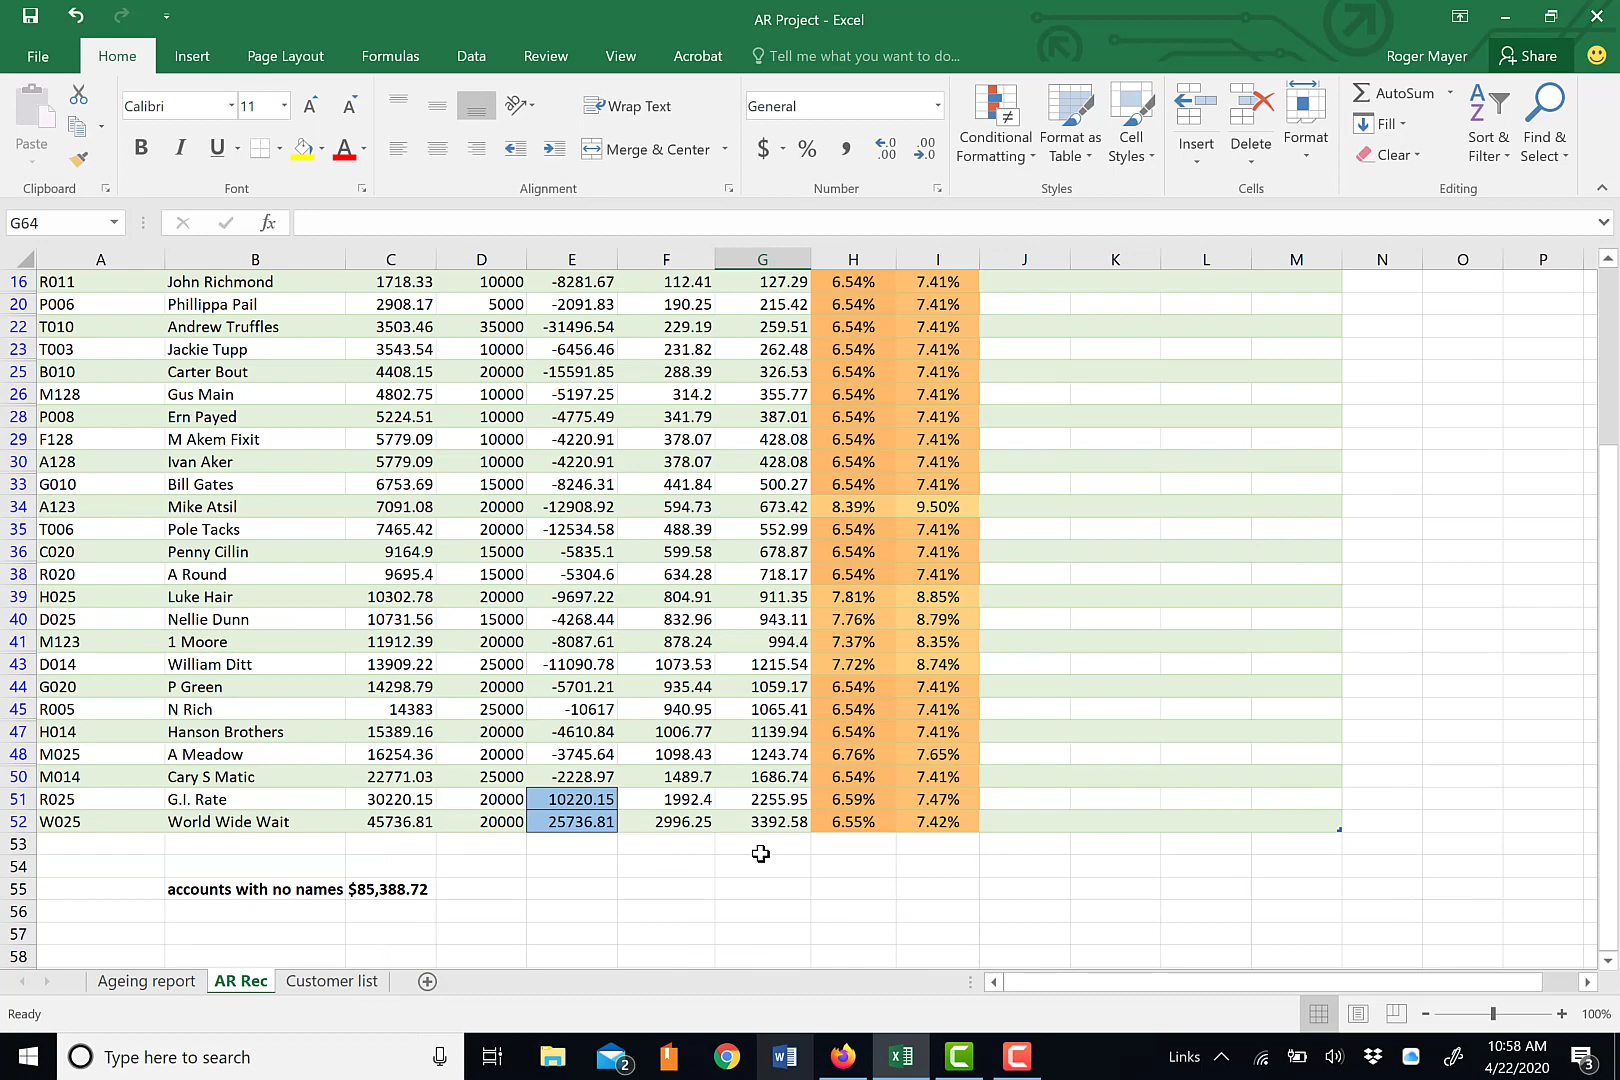 AR Project - Excel
File Home Insert Page Layout Formulas Data Review View Acrobat Tell me what you want to do... Roger Mayer Share
Paste
Calibri 11
B I U A
Wrap Text
Merge & Center
General
$ % ,
Conditional Formatting
Format as Table
Cell Styles
Insert
Delete
Format
AutoSum
Fill
Clear
Sort & Filter
Find & Select
Clipboard Font Alignment Number Styles Cells Editing
G64 fx
A B C D E F G H I J K L M N O P
16 R011 John Richmond 1718.33 10000 -8281.67 112.41 127.29 6.54% 7.41%
20 P006 Phillippa Pail 2908.17 5000 -2091.83 190.25 215.42 6.54% 7.41%
22 T010 Andrew Truffles 3503.46 35000 -31496.54 229.19 259.51 6.54% 7.41%
23 T003 Jackie Tupp 3543.54 10000 -6456.46 231.82 262.48 6.54% 7.41%
25 B010 Carter Bout 4408.15 20000 -15591.85 288.39 326.53 6.54% 7.41%
26 M128 Gus Main 4802.75 10000 -5197.25 314.2 355.77 6.54% 7.41%
28 P008 Ern Payed 5224.51 10000 -4775.49 341.79 387.01 6.54% 7.41%
29 F128 M Akem Fixit 5779.09 10000 -4220.91 378.07 428.08 6.54% 7.41%
30 A128 Ivan Aker 5779.09 10000 -4220.91 378.07 428.08 6.54% 7.41%
33 G010 Bill Gates 6753.69 15000 -8246.31 441.84 500.27 6.54% 7.41%
34 A123 Mike Atsil 7091.08 20000 -12908.92 594.73 673.42 8.39% 9.50%
35 T006 Pole Tacks 7465.42 20000 -12534.58 488.39 552.99 6.54% 7.41%
36 C020 Penny Cillin 9164.9 15000 -5835.1 599.58 678.87 6.54% 7.41%
38 R020 A Round 9695.4 15000 -5304.6 634.28 718.17 6.54% 7.41%
39 H025 Luke Hair 10302.78 20000 -9697.22 804.91 911.35 7.81% 8.85%
40 D025 Nellie Dunn 10731.56 15000 -4268.44 832.96 943.11 7.76% 8.79%
41 M123 1 Moore 11912.39 20000 -8087.61 878.24 994.4 7.37% 8.35%
43 D014 William Ditt 13909.22 25000 -11090.78 1073.53 1215.54 7.72% 8.74%
44 G020 P Green 14298.79 20000 -5701.21 935.44 1059.17 6.54% 7.41%
45 R005 N Rich 14383 25000 -10617 940.95 1065.41 6.54% 7.41%
47 H014 Hanson Brothers 15389.16 20000 -4610.84 1006.77 1139.94 6.54% 7.41%
48 M025 A Meadow 16254.36 20000 -3745.64 1098.43 1243.74 6.76% 7.65%
50 M014 Cary S Matic 22771.03 25000 -2228.97 1489.7 1686.74 6.54% 7.41%
51 R025 G.I. Rate 30220.15 20000 10220.15 1992.4 2255.95 6.59% 7.47%
52 W025 World Wide Wait 45736.81 20000 25736.81 2996.25 3392.58 6.55% 7.42%
53
54
55 accounts with no names $85,388.72
56
57
58
Ageing report AR Rec Customer list
Ready 100%
Type here to search 2 Links 10:58 AM
4/22/2020 3